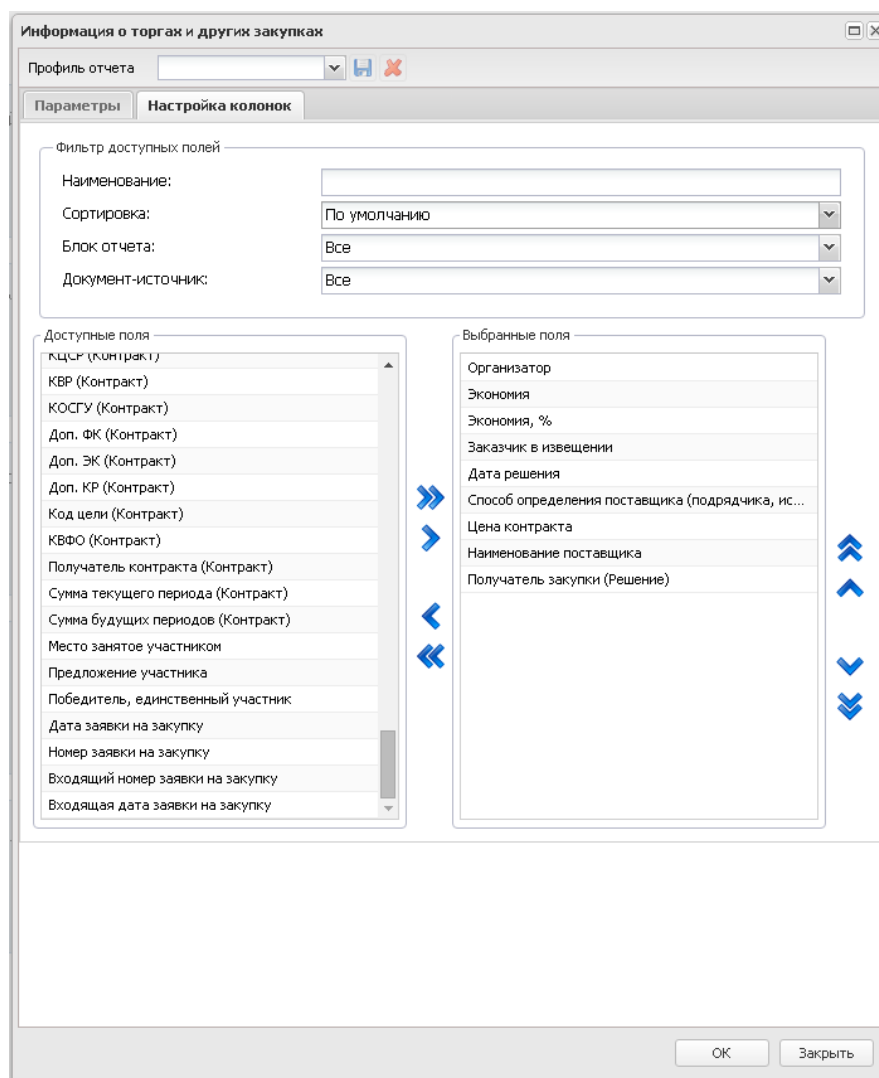 Информация о торгах и других закупках
Профиль отчета
Параметры
Настройка колонок
Фильтр доступных полей
Наименование:
Сортировка:
По умолчанию
Блок отчета:
Все
Документ-источник:
Все
Доступные поля
КЦСР (Контракт)
КВР (Контракт)
КОСГУ (Контракт)
Доп. ФК (Контракт)
Доп. ЭК (Контракт)
Доп. КР (Контракт)
Код цели (Контракт)
КВФО (Контракт)
Получатель контракта (Контракт)
Сумма текущего периода (Контракт)
Сумма будущих периодов (Контракт)
Место занятое участником
Предложение участника
Победитель, единственный участник
Дата заявки на закупку
Номер заявки на закупку
Входящий номер заявки на закупку
Входящая дата заявки на закупку
Выбранные поля
Организатор
Экономия
Экономия, %
Заказчик в извещении
Дата решения
Способ определения поставщика (подрядчика, ис...
Цена контракта
Наименование поставщика
Получатель закупки (Решение)
ОК
Закрыть